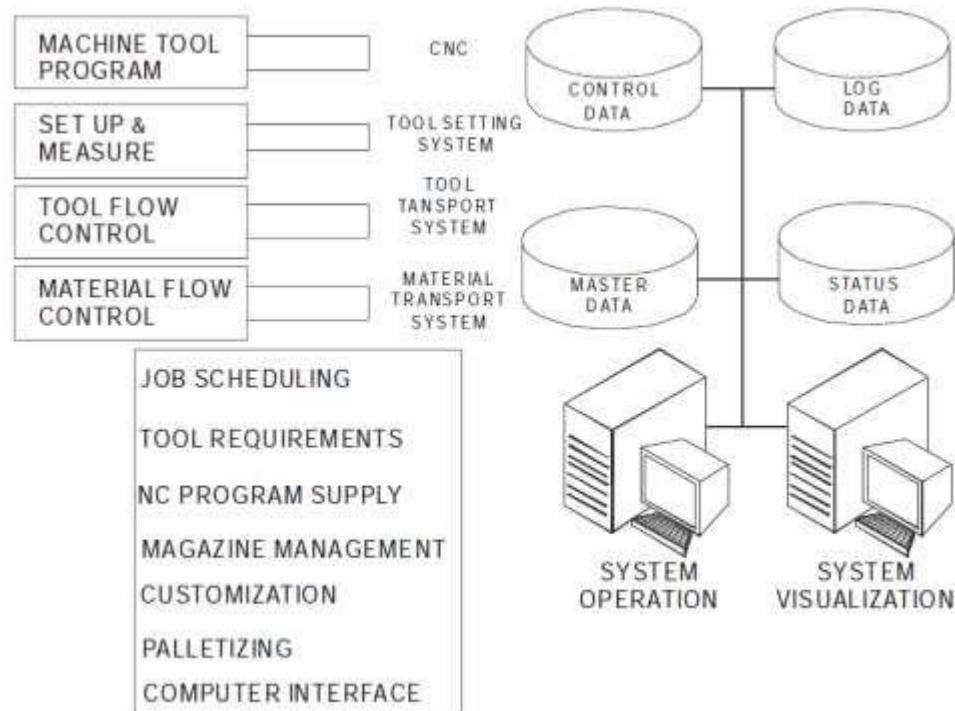 MACHINE TOOL
PROGRAM
CNC
SET UP &
MEASURE
TOOL SETTING
SYSTEM
TOOL FLOW
CONTROL
TOOL
TANSPORT
SYSTEM
MATERIAL FLOW
CONTROL
MATERIAL
TRANSPORT
SYSTEM
CONTROL
DATA
LOG
DATA
MASTER
DATA
STATUS
DATA
JOB SCHEDULING
TOOL REQUIREMENTS
NC PROGRAM SUPPLY
MAGAZINE MANAGEMENT
CUSTOMIZATION
PALLETIZING
COMPUTER INTERFACE
SYSTEM
OPERATION
SYSTEM
VISUALIZATION